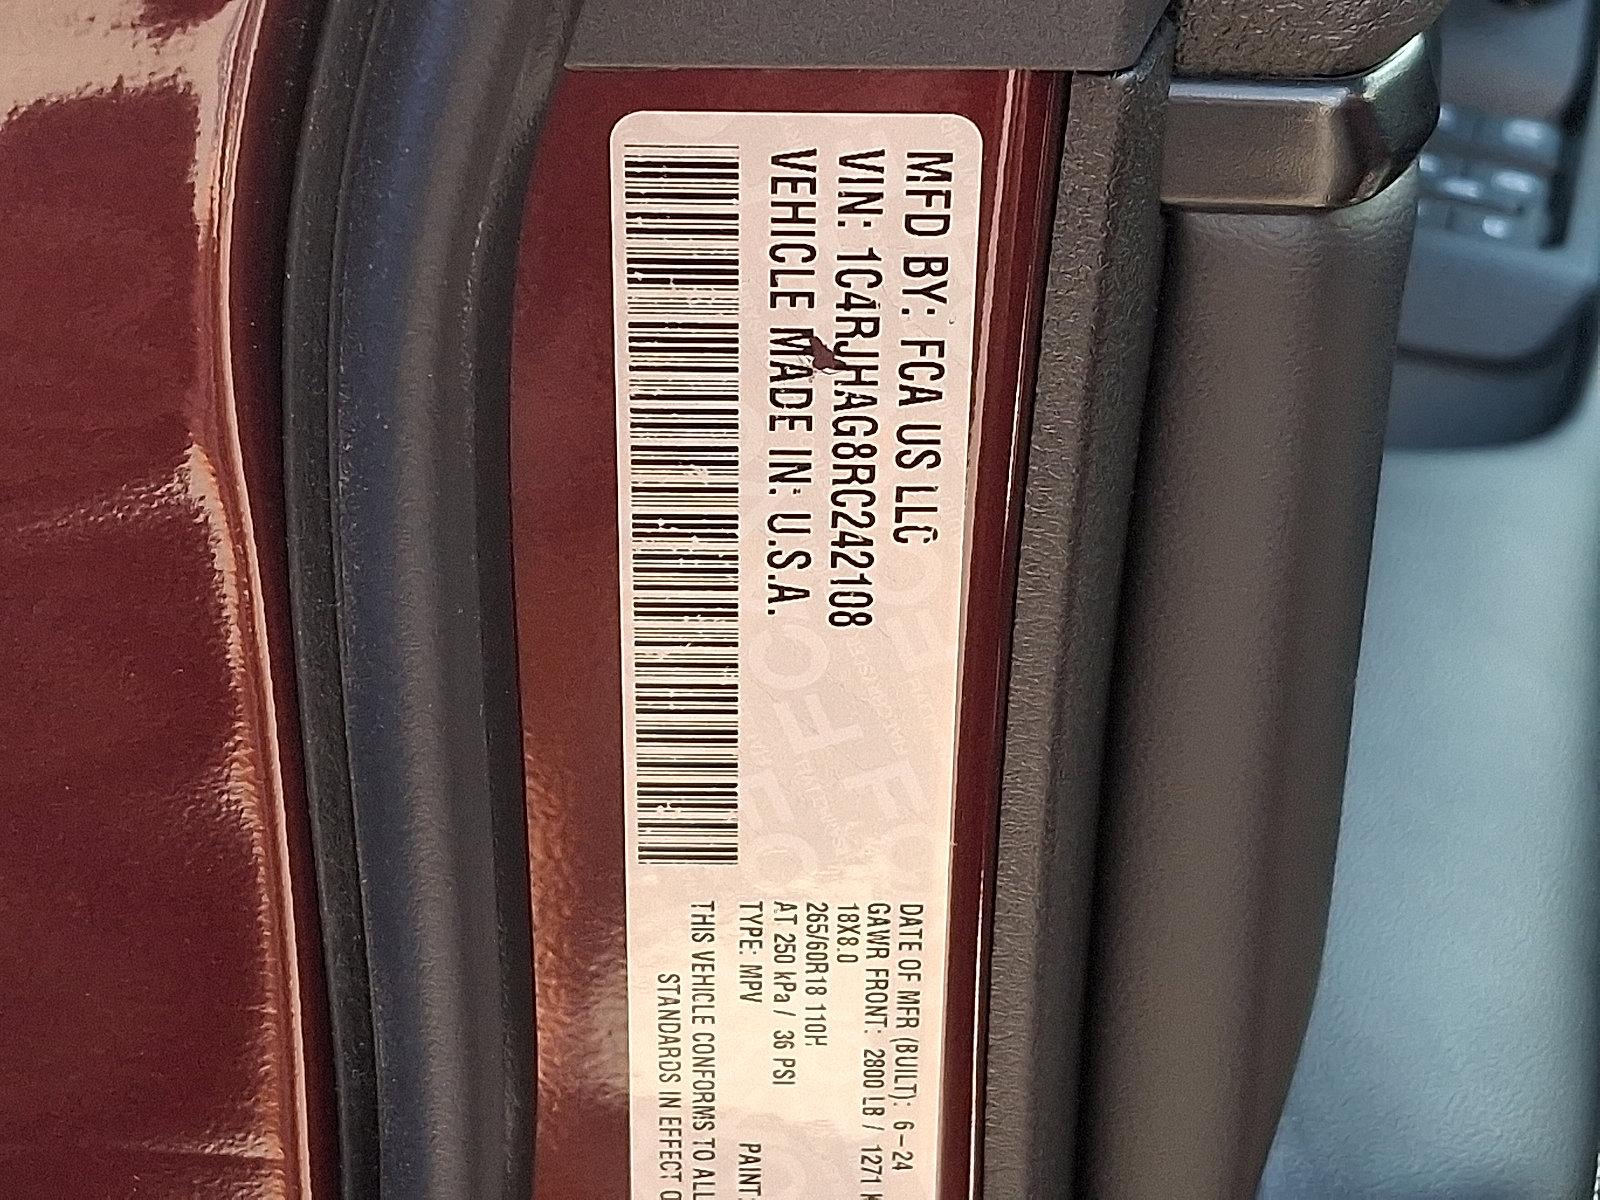 MFD BY: FCA US LLC
VIN: 1C4RJHAG8RC242108
VEHICLE MADE IN: U.S.A.
DATE OF MFR (BUILT): 6-24
GAWR FRONT: 2800 LB / 1271 K
18X8.0
265/60R18 110H
AT 250 kPa / 36 PSI
TYPE: MPV PAINT:
THIS VEHICLE CONFORMS TO ALL
STANDARDS IN EFFECT O